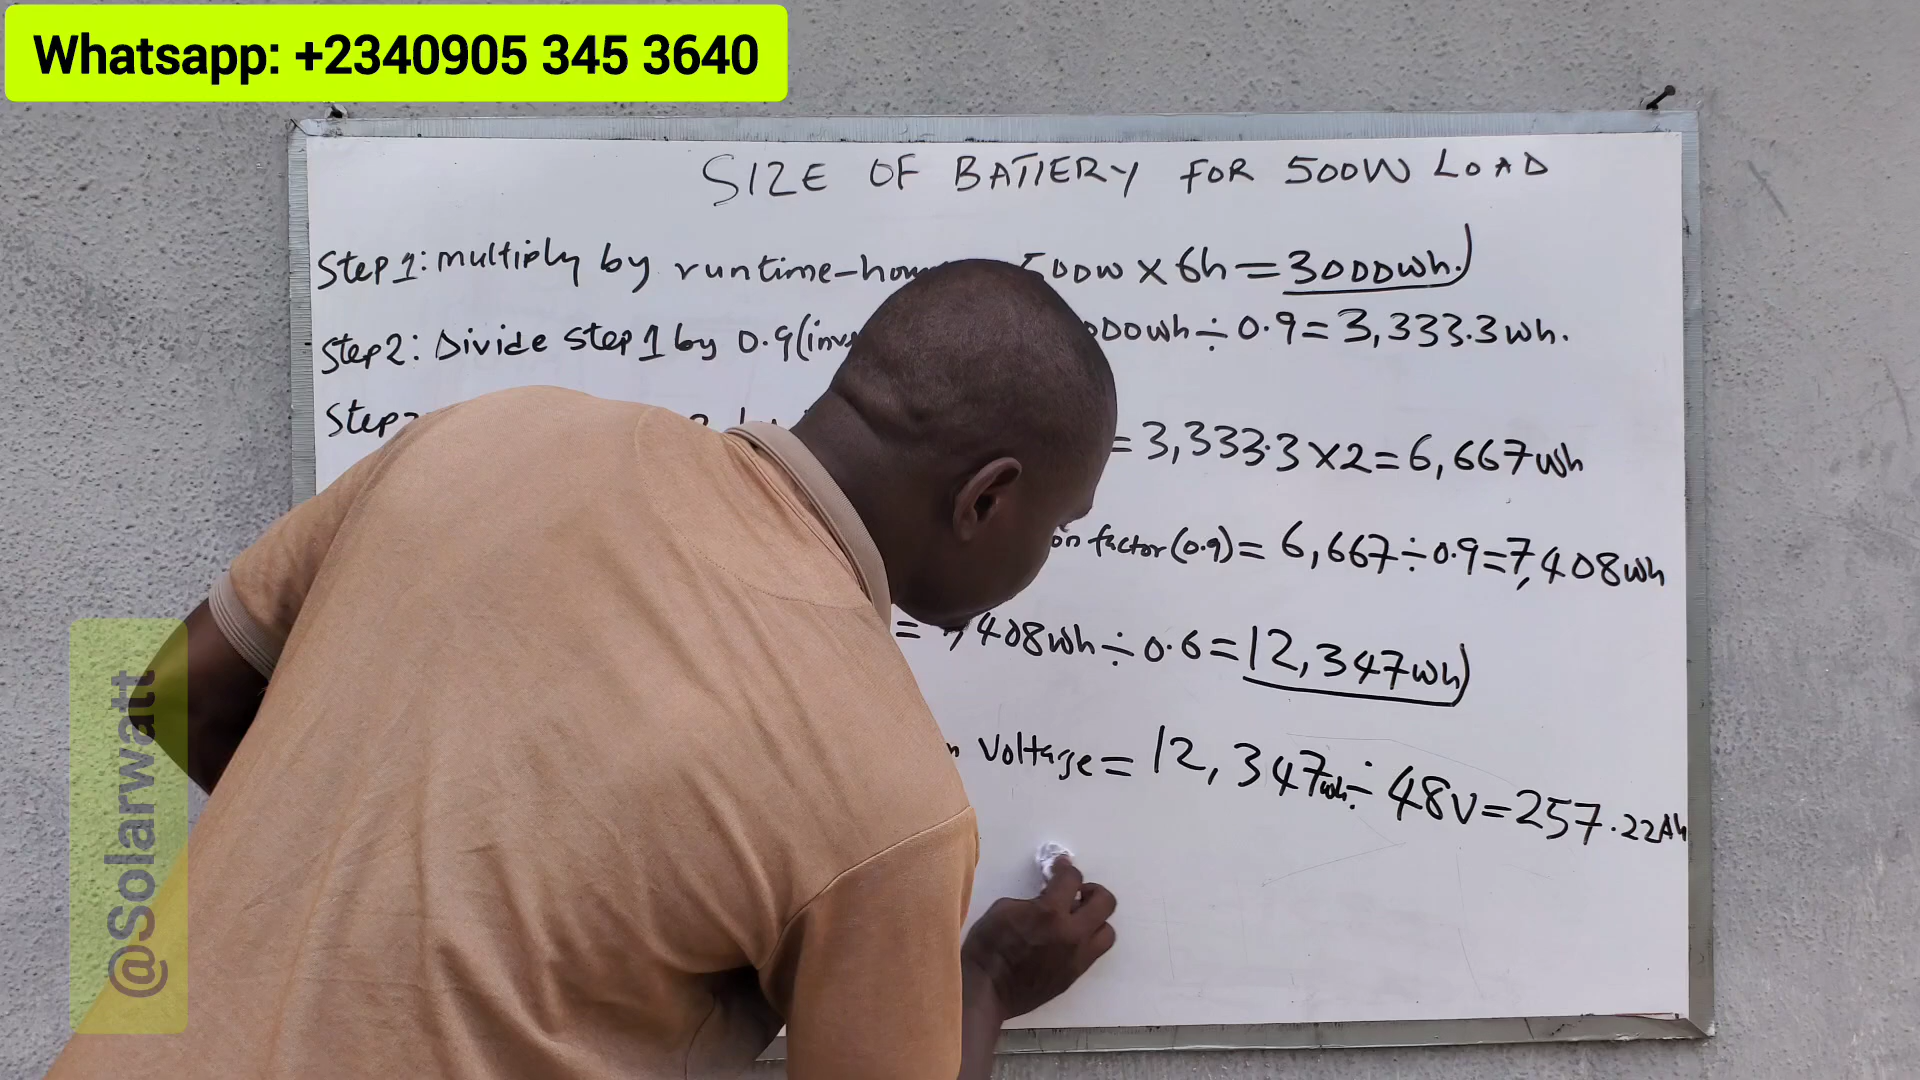 Whatsapp: +2340905 345 3640
SIZE OF BATTERY FOR 500W LOAD
Step 1: multiply by runtime-hou 500w x 6h = 3000wh.
Step 2: Divide step 1 by 0.9(inv 000wh ÷ 0.9 = 3,333.3wh.
Step = 3,333.3 x 2 = 6,667wh
on factor (0.9) = 6,667 ÷ 0.9 = 7,408wh
= 7,408wh ÷ 0.6 = 12,347wh
Voltage = 12,347wh ÷ 48V = 257.22Ah
@Solarwatt